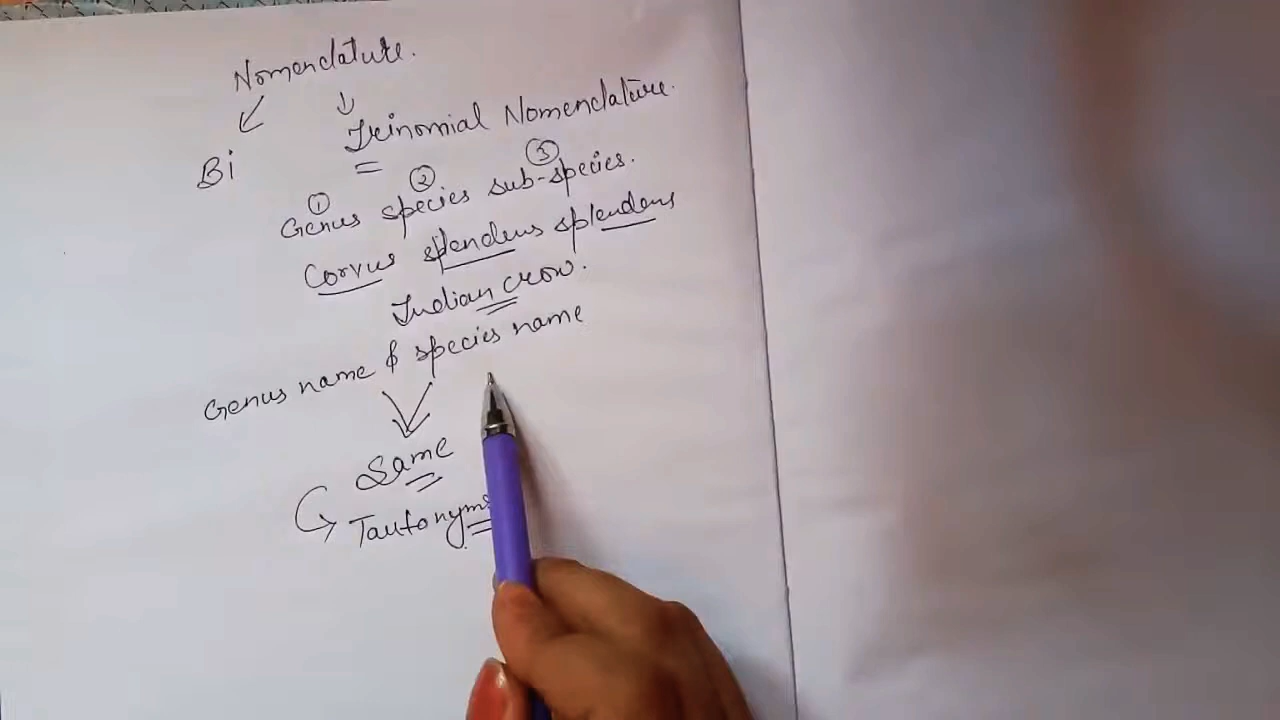 Nomenclature.
Bi
Trinomial Nomenclature.
① ② ③
Genus species sub-species.
Corvus splendens splendens
Indian crow.
Genus name & species name
Same
Tautonyms